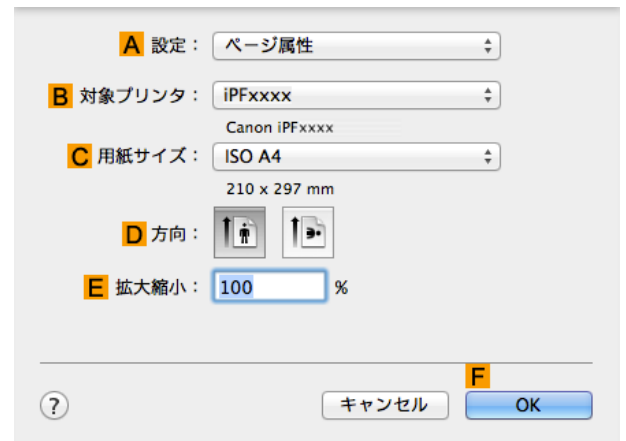 A 設定： ページ属性
B 対象プリンタ： iPFxxxx
Canon iPFxxxx
C 用紙サイズ： ISO A4
210 x 297 mm
D 方向：
E 拡大縮小： 100 %
F
? キャンセル OK